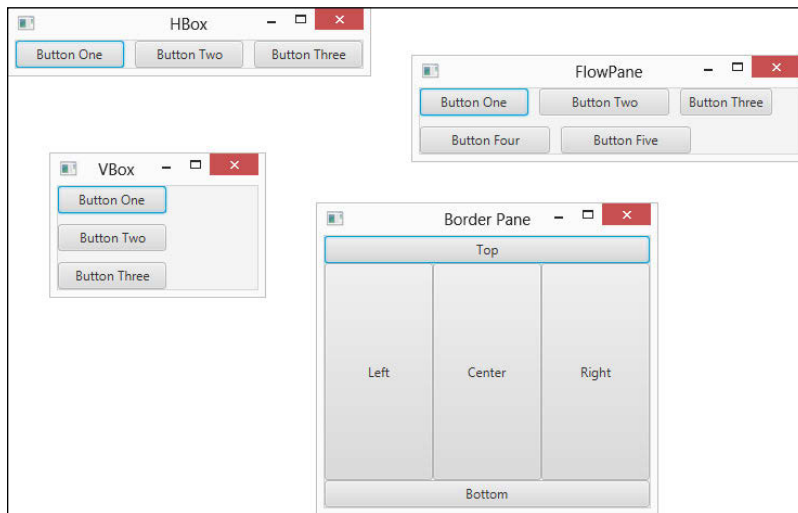 HBox
Button One Button Two Button Three
FlowPane
Button One Button Two Button Three
Button Four Button Five
VBox
Button One
Button Two
Button Three
Border Pane
Top
Left Center Right
Bottom